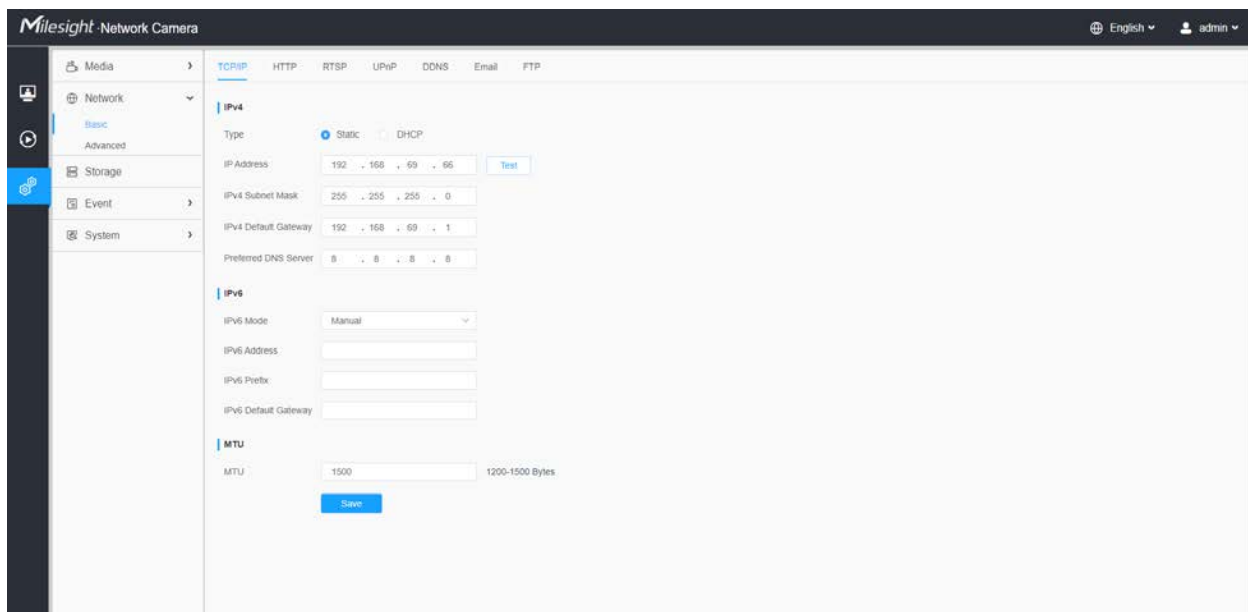 Milesight · Network Camera
English
admin
Media
Network
Basic
Advanced
Storage
Event
System
TCP/IP HTTP RTSP UPnP DDNS Email FTP
IPv4
Type Static DHCP
IP Address 192 . 168 . 69 . 66 Test
IPv4 Subnet Mask 255 . 255 . 255 . 0
IPv4 Default Gateway 192 . 168 . 69 . 1
Preferred DNS Server 8 . 8 . 8 . 8
IPv6
IPv6 Mode Manual
IPv6 Address
IPv6 Prefix
IPv6 Default Gateway
MTU
MTU 1500 1200-1500 Bytes
Save